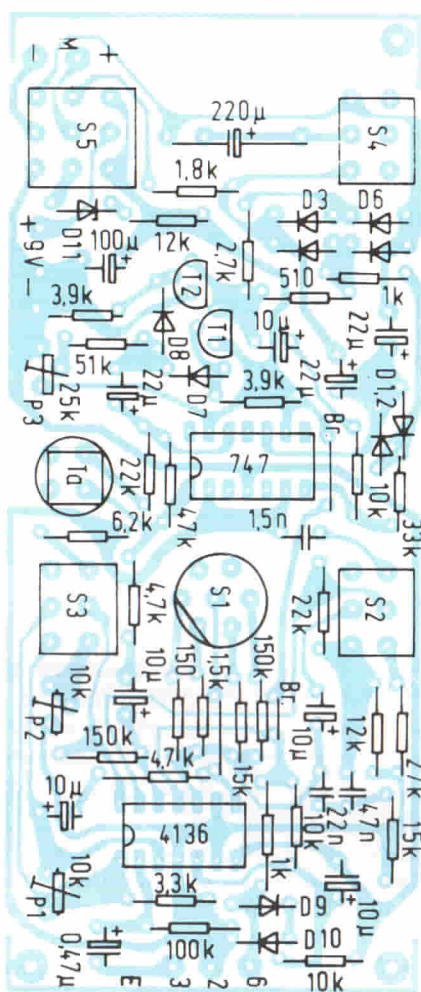 − M +
220µ
S5
S4
1,8k
D3 D6
D11
12k
100µ
2,7k
+9V−
T2
510
1k
3,9k
T1
10µ
22µ
D8
51k
25k
P3
22µ
D7
3,9k
22µ
D1,2
Br.
Ta
22k
747
10k
33k
47k
6,2k
1,5n
S3
4,7k
S1
22k
S2
10k
10µ
150
1,5k
150k
Br.
P2
10µ
12k
27k
150k
4,7k
15k
10µ
4136
1k
10k
22n
47n
15k
10k
P1
3,3k
D9
10µ
100k
D10
0,47µ
E 3 2 6
10k